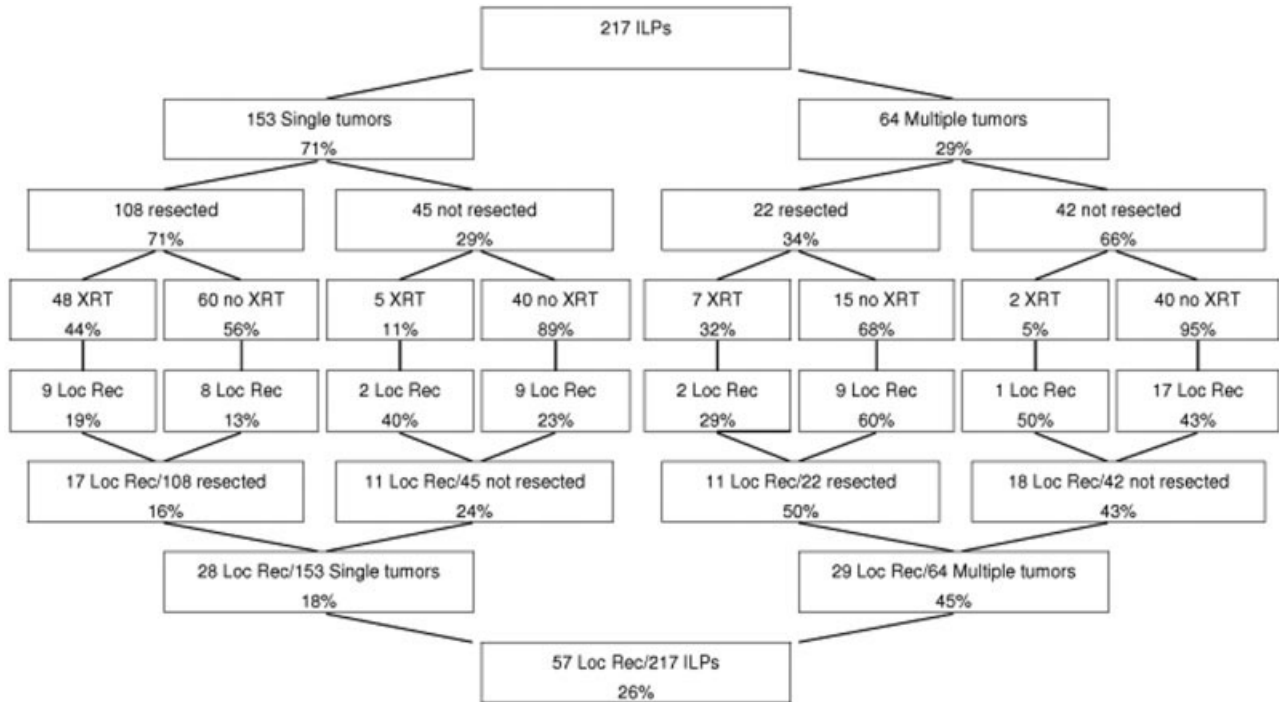 217 ILPs
153 Single tumors
71%
64 Multiple tumors
29%
108 resected
71%
45 not resected
29%
22 resected
34%
42 not resected
66%
48 XRT
44%
60 no XRT
56%
5 XRT
11%
40 no XRT
89%
7 XRT
32%
15 no XRT
68%
2 XRT
5%
40 no XRT
95%
9 Loc Rec
19%
8 Loc Rec
13%
2 Loc Rec
40%
9 Loc Rec
23%
2 Loc Rec
29%
9 Loc Rec
60%
1 Loc Rec
50%
17 Loc Rec
43%
17 Loc Rec/108 resected
16%
11 Loc Rec/45 not resected
24%
11 Loc Rec/22 resected
50%
18 Loc Rec/42 not resected
43%
28 Loc Rec/153 Single tumors
18%
29 Loc Rec/64 Multiple tumors
45%
57 Loc Rec/217 ILPs
26%